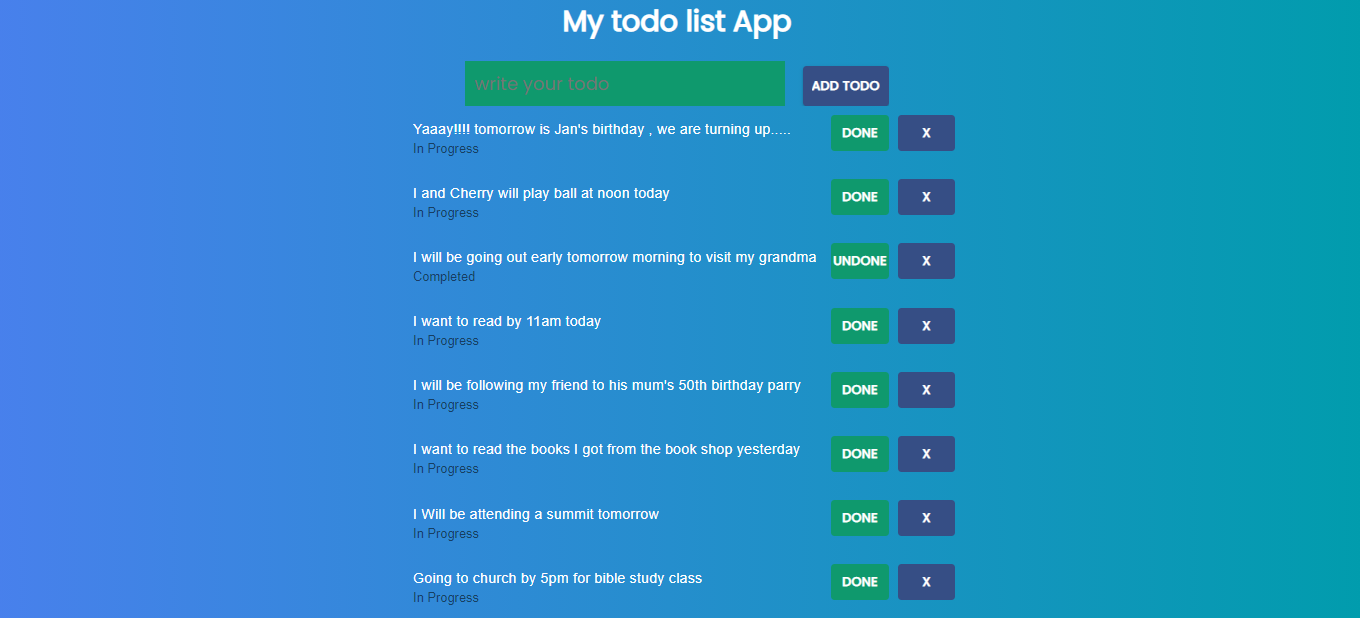 My todo list App
write your todo
ADD TODO
Yaaay!!!! tomorrow is Jan's birthday , we are turning up.....
DONE
X
In Progress
I and Cherry will play ball at noon today
DONE
X
In Progress
I will be going out early tomorrow morning to visit my grandma
UNDONE
X
Completed
I want to read by 11am today
DONE
X
In Progress
I will be following my friend to his mum's 50th birthday parry
DONE
X
In Progress
I want to read the books I got from the book shop yesterday
DONE
X
In Progress
I Will be attending a summit tomorrow
DONE
X
In Progress
Going to church by 5pm for bible study class
DONE
X
In Progress